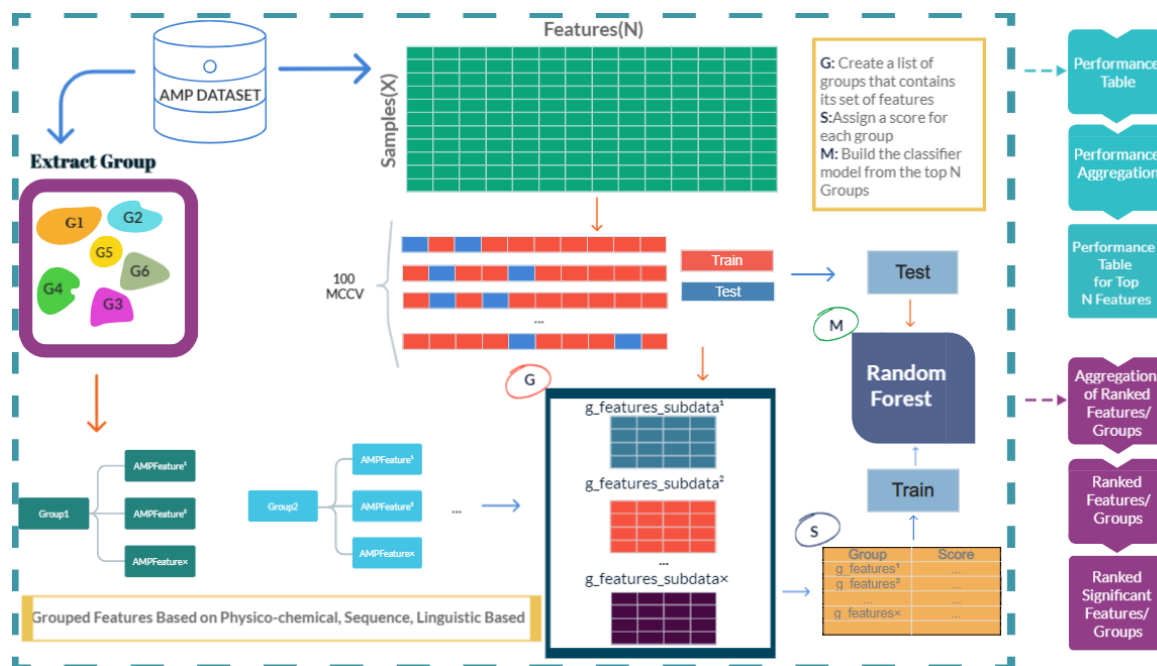 Features(N)
AMP DATASET
Samples(X)
G: Create a list of
groups that contains
its set of features
S:Assign a score for
each group
M: Build the classifier
model from the top N
Groups
Performance
Table
Performance
Aggregation
Performance
Table
for Top
N Features
Extract Group
G1
G2
G5
G6
G4
G3
100
MCCV
...
Train
Test
Test
M
Random
Forest
G
Aggregation
of Ranked
Features/
Groups
Ranked
Features/
Groups
Ranked
Significant
Features/
Groups
g_features_subdata¹
g_features_subdata²
...
g_features_subdata×
Group1
AMPFeature¹
AMPFeature²
AMPFeature×
Group2
AMPFeature¹
AMPFeature²
AMPFeature×
...
Train
S
Group Score
g_features¹ ...
g_features² ...
... ...
g_features× ...
Grouped Features Based on Physico-chemical, Sequence, Linguistic Based